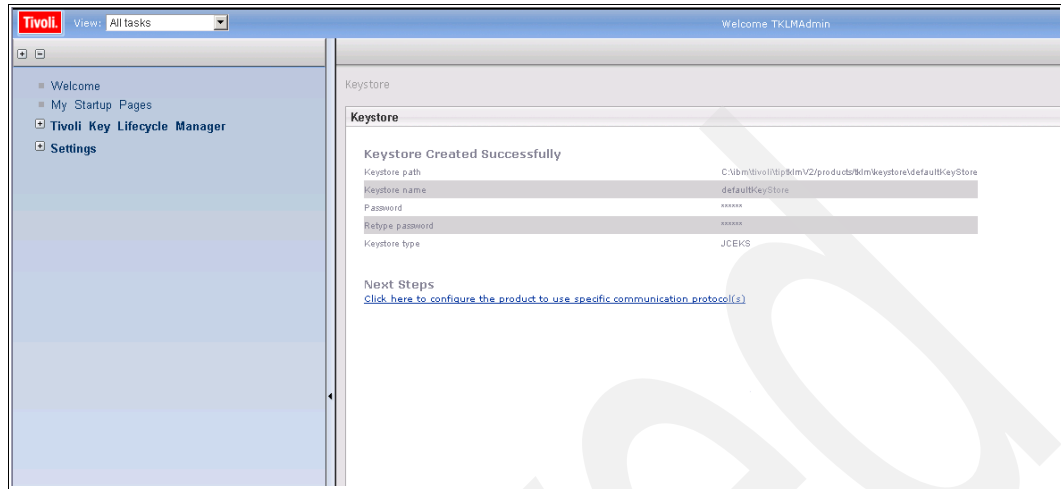 Tivoli. View: All tasks Welcome TKLMAdmin
Welcome
My Startup Pages
Tivoli Key Lifecycle Manager
Settings
Keystore
Keystore
Keystore Created Successfully
Keystore path C:\ibm\tivoli\tiptklmV2/products/tklm/keystore\defaultKeyStore
Keystore name defaultKeyStore
Password ******
Retype password ******
Keystore type JCEKS
Next Steps
Click here to configure the product to use specific communication protocol(s)